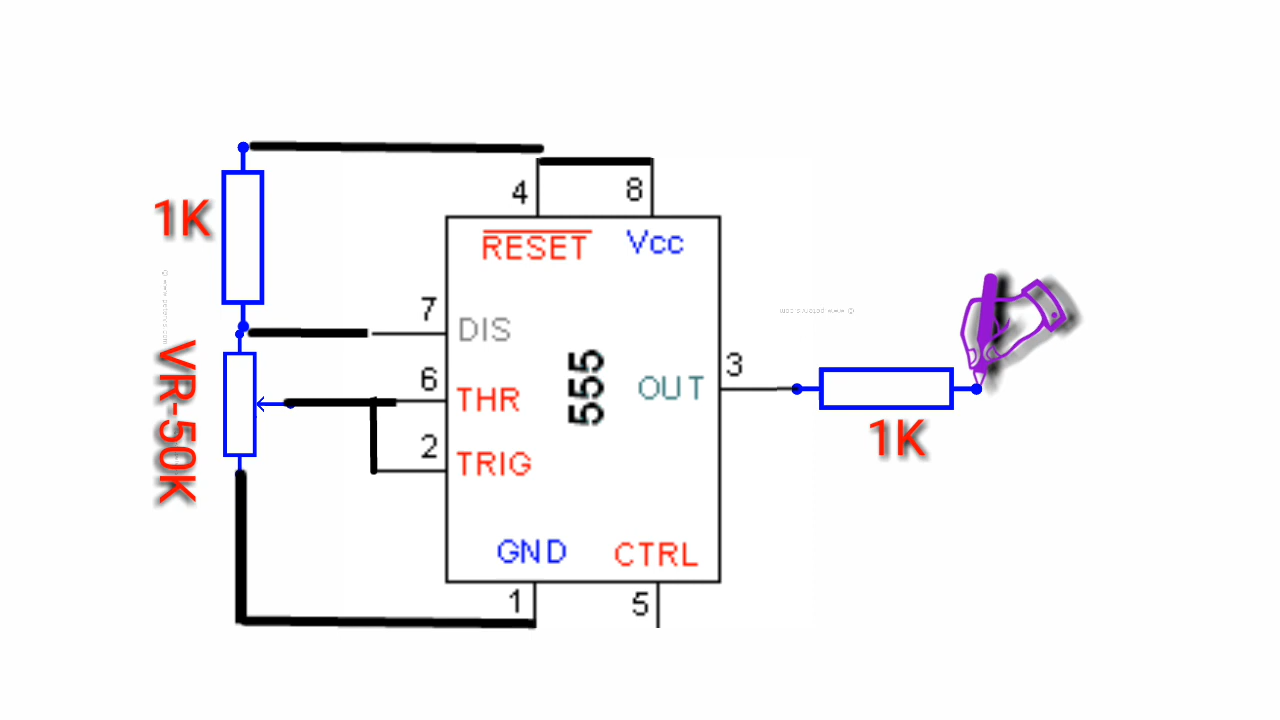 4
8
1K
RESET
Vcc
7
DIS
6
THR
555
3
OUT
2
TRIG
VR-50K
1K
GND
CTRL
1
5